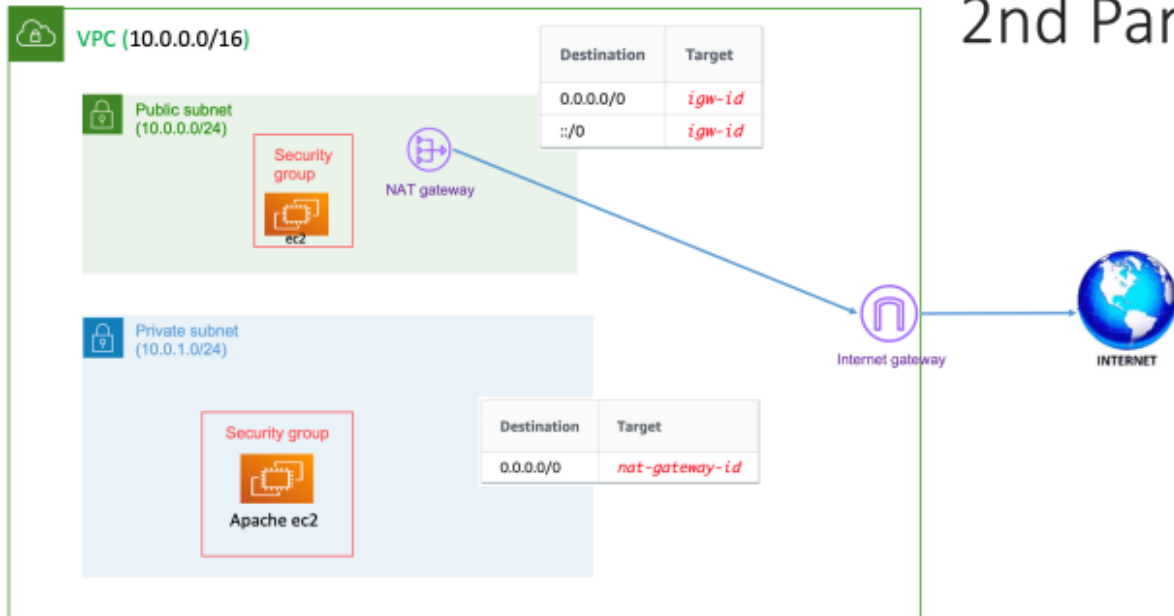 2nd Par
VPC (10.0.0.0/16)
Destination Target
0.0.0.0/0 igw-id
::/0 igw-id
Public subnet
(10.0.0.0/24)
Security
group
ec2
NAT gateway
Internet gateway
INTERNET
Private subnet
(10.0.1.0/24)
Security group
Apache ec2
Destination Target
0.0.0.0/0 nat-gateway-id